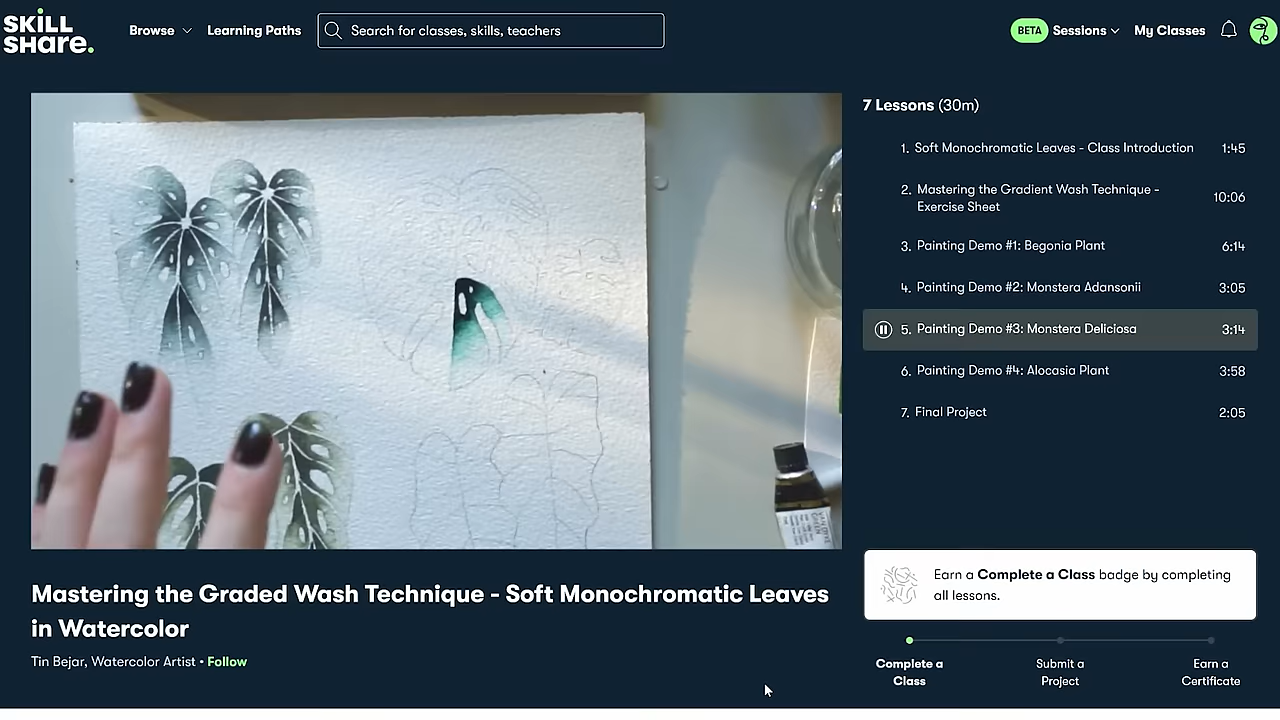 SKiLL
SHare.
Browse
Learning Paths
Search for classes, skills, teachers
BETA
Sessions
My Classes
7 Lessons (30m)
1. Soft Monochromatic Leaves - Class Introduction 1:45
2. Mastering the Gradient Wash Technique -
Exercise Sheet 10:06
3. Painting Demo #1: Begonia Plant 6:14
4. Painting Demo #2: Monstera Adansonii 3:05
5. Painting Demo #3: Monstera Deliciosa 3:14
6. Painting Demo #4: Alocasia Plant 3:58
7. Final Project 2:05
Earn a Complete a Class badge by completing
all lessons.
Complete a
Class
Submit a
Project
Earn a
Certificate
Mastering the Graded Wash Technique - Soft Monochromatic Leaves
in Watercolor
Tin Bejar, Watercolor Artist • Follow